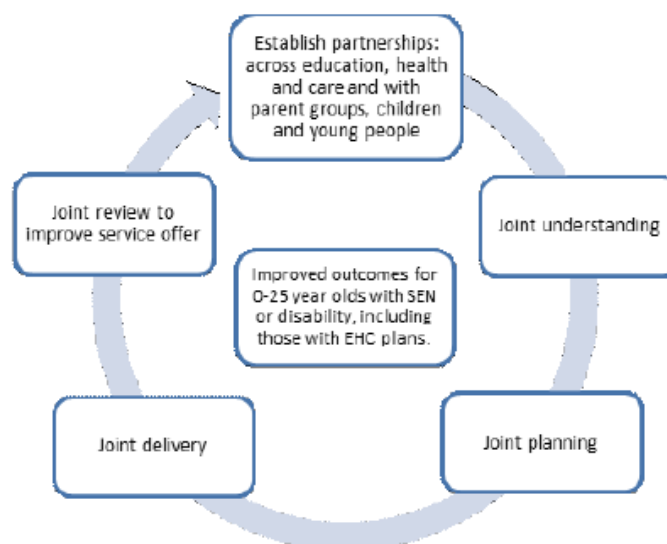 Establish partnerships:
across education, health
and care and with
parent groups, children
and young people
Joint understanding
Joint planning
Joint delivery
Joint review to
improve service offer
Improved outcomes for
0-25 year olds with SEN
or disability, including
those with EHC plans.